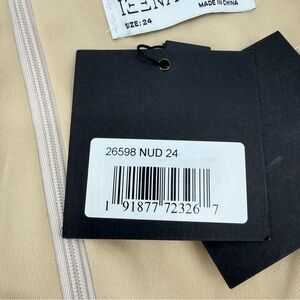 MADE IN CHINA
SIZE: 24
26598 NUD 24
1 91877 72326 7